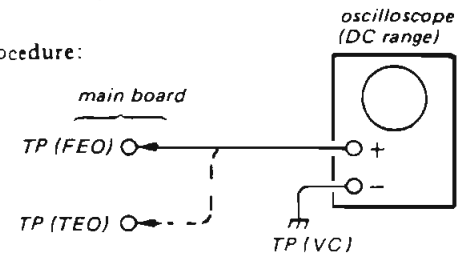 oscilloscope
(DC range)
ocedure:
main board
TP (FEO)
+
−
TP (TEO)
TP (VC)